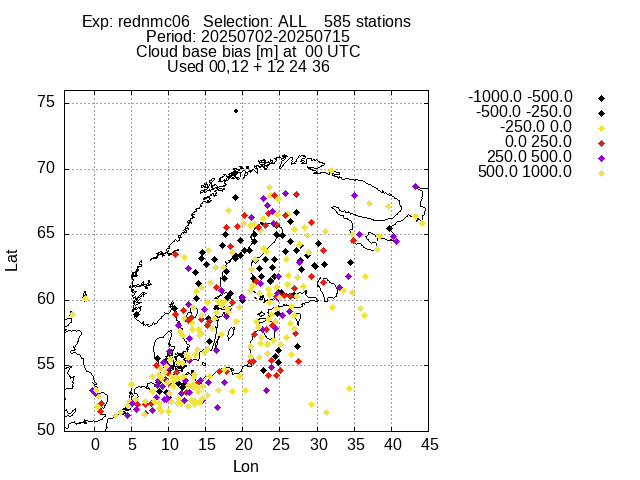 Exp: rednmc06 Selection: ALL 585 stations
Period: 20250702-20250715
Cloud base bias [m] at 00 UTC
Used 00,12 + 12 24 36
-1000.0 -500.0
-500.0 -250.0
-250.0 0.0
0.0 250.0
250.0 500.0
500.0 1000.0
75
70
65
60
55
50
Lat
0 5 10 15 20 25 30 35 40 45
Lon